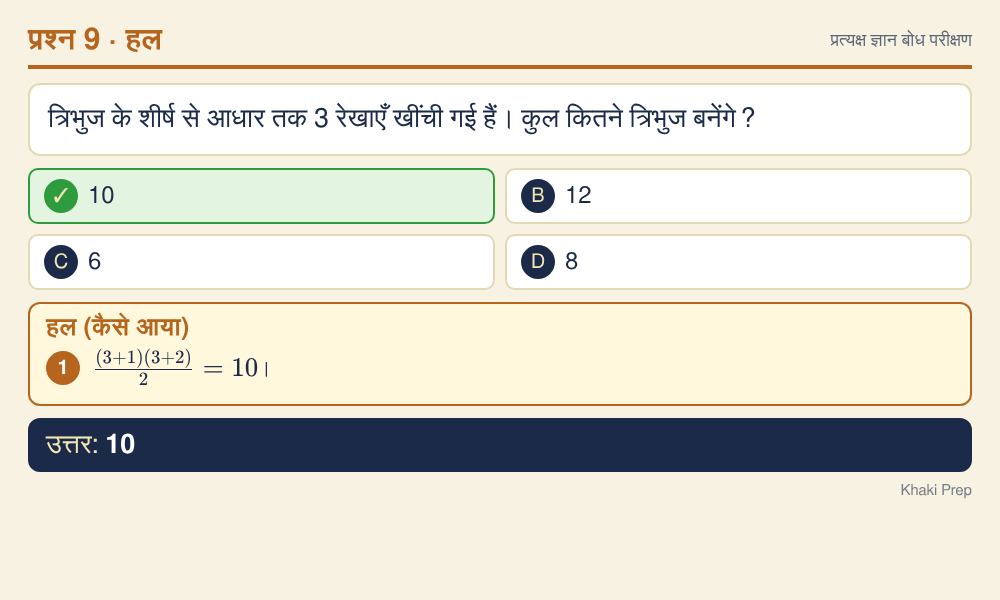 प्रश्न 9 · हल
प्रत्यक्ष ज्ञान बोध परीक्षण
त्रिभुज के शीर्ष से आधार तक 3 रेखाएँ खींची गई हैं। कुल कितने त्रिभुज बनेंगे ?
✓ 10
B 12
C 6
D 8
हल (कैसे आया)
1 \frac{(3+1)(3+2)}{2} = 10।
उत्तर: 10
Khaki Prep